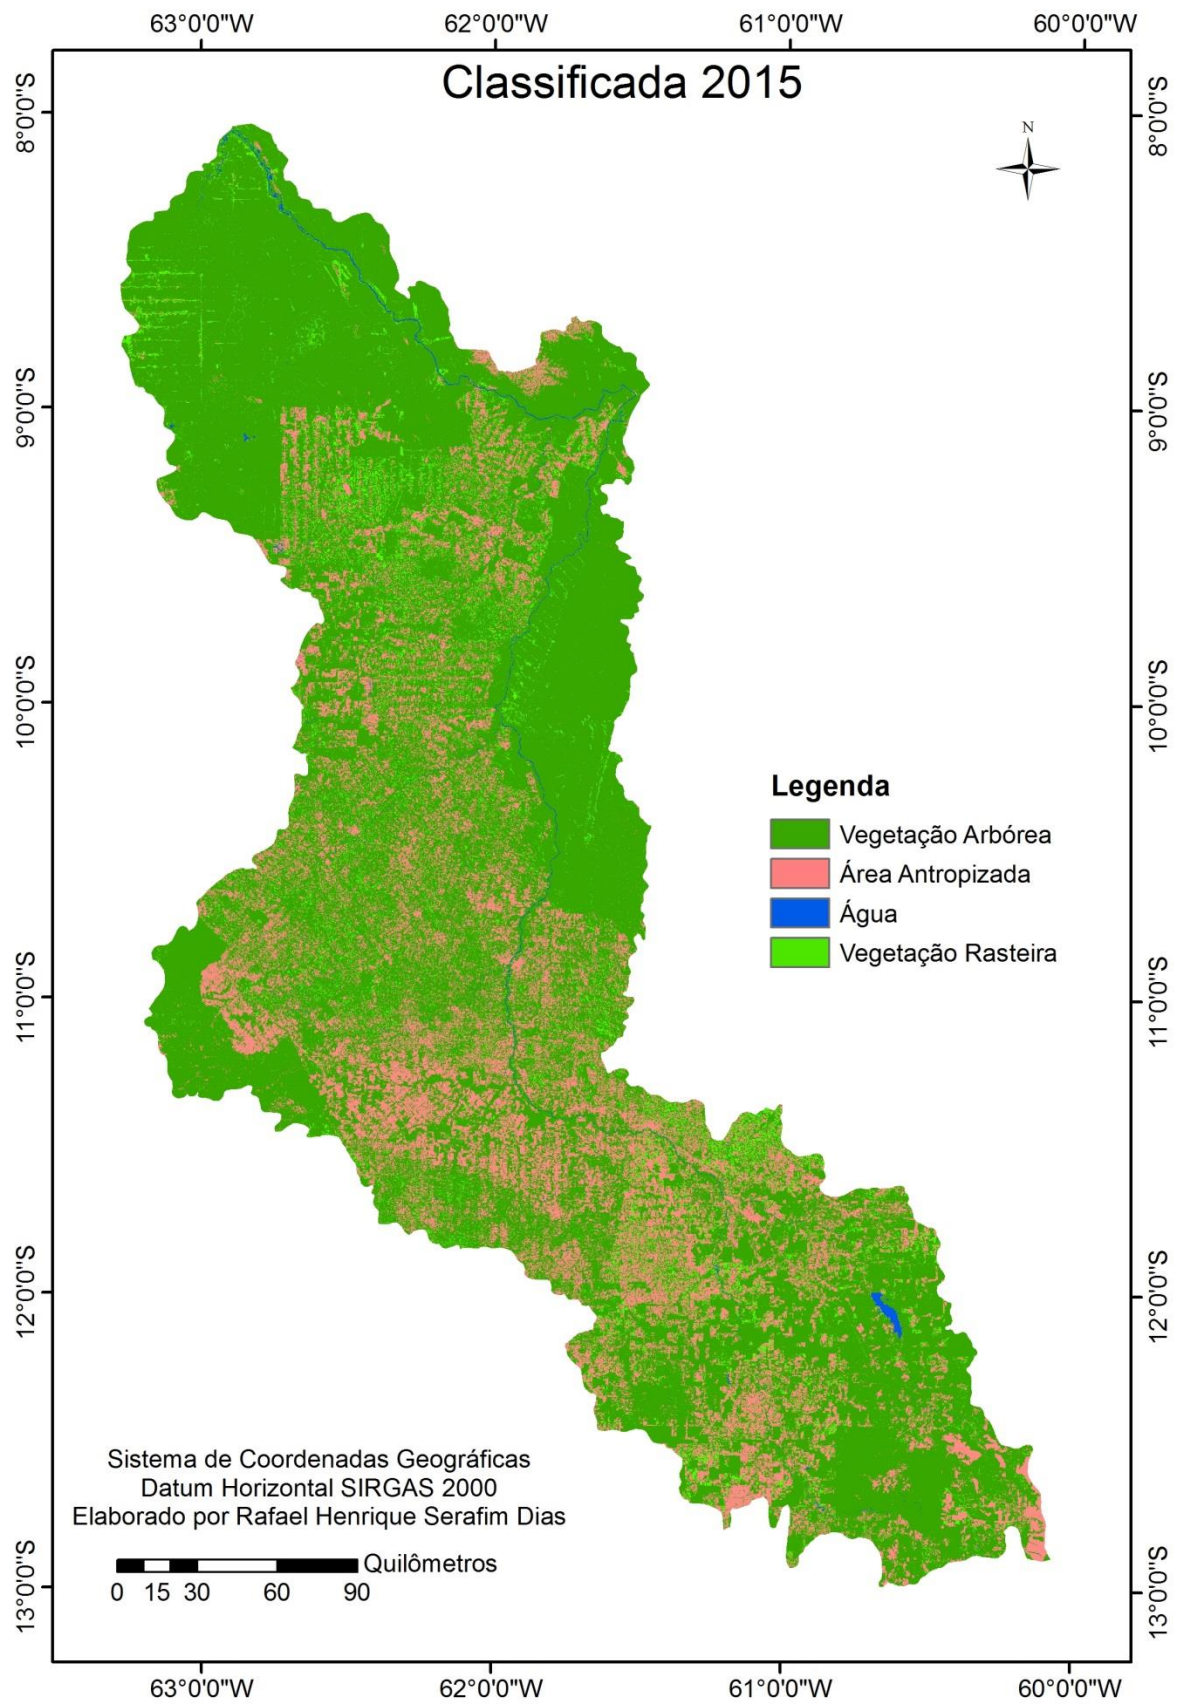 63°0'0"W 62°0'0"W 61°0'0"W 60°0'0"W
Classificada 2015
8°0'0"S 8°0'0"S
N
9°0'0"S 9°0'0"S
10°0'0"S 10°0'0"S
Legenda
Vegetação Arbórea
Área Antropizada
Água
Vegetação Rasteira
11°0'0"S 11°0'0"S
12°0'0"S 12°0'0"S
Sistema de Coordenadas Geográficas
Datum Horizontal SIRGAS 2000
Elaborado por Rafael Henrique Serafim Dias
Quilômetros
0 15 30 60 90
13°0'0"S 13°0'0"S
63°0'0"W 62°0'0"W 61°0'0"W 60°0'0"W